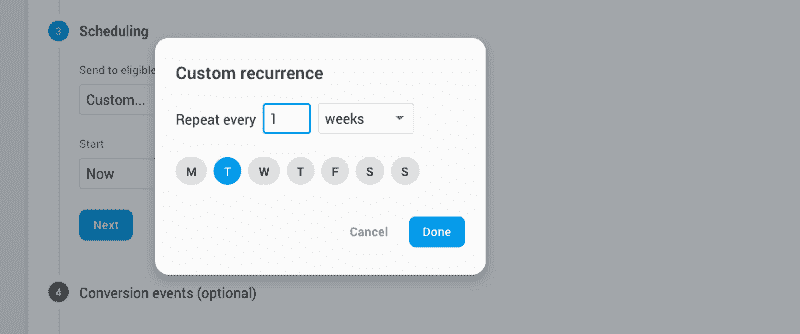 3 Scheduling
Send to eligible
Custom...
Start
Now
Next
4 Conversion events (optional)
Custom recurrence
Repeat every 1 weeks
M T W T F S S
Cancel Done